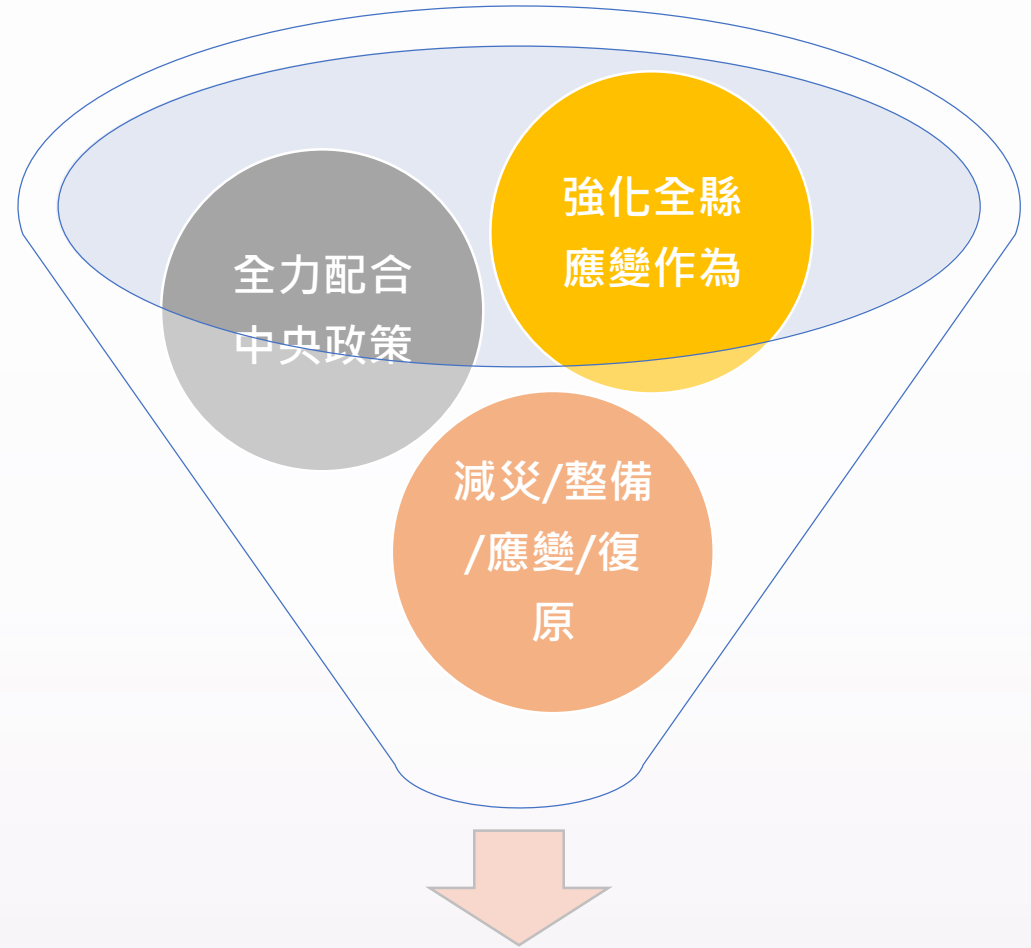 強化全縣
應變作為
全力配合
中央政策
減災/整備
/應變/復
原